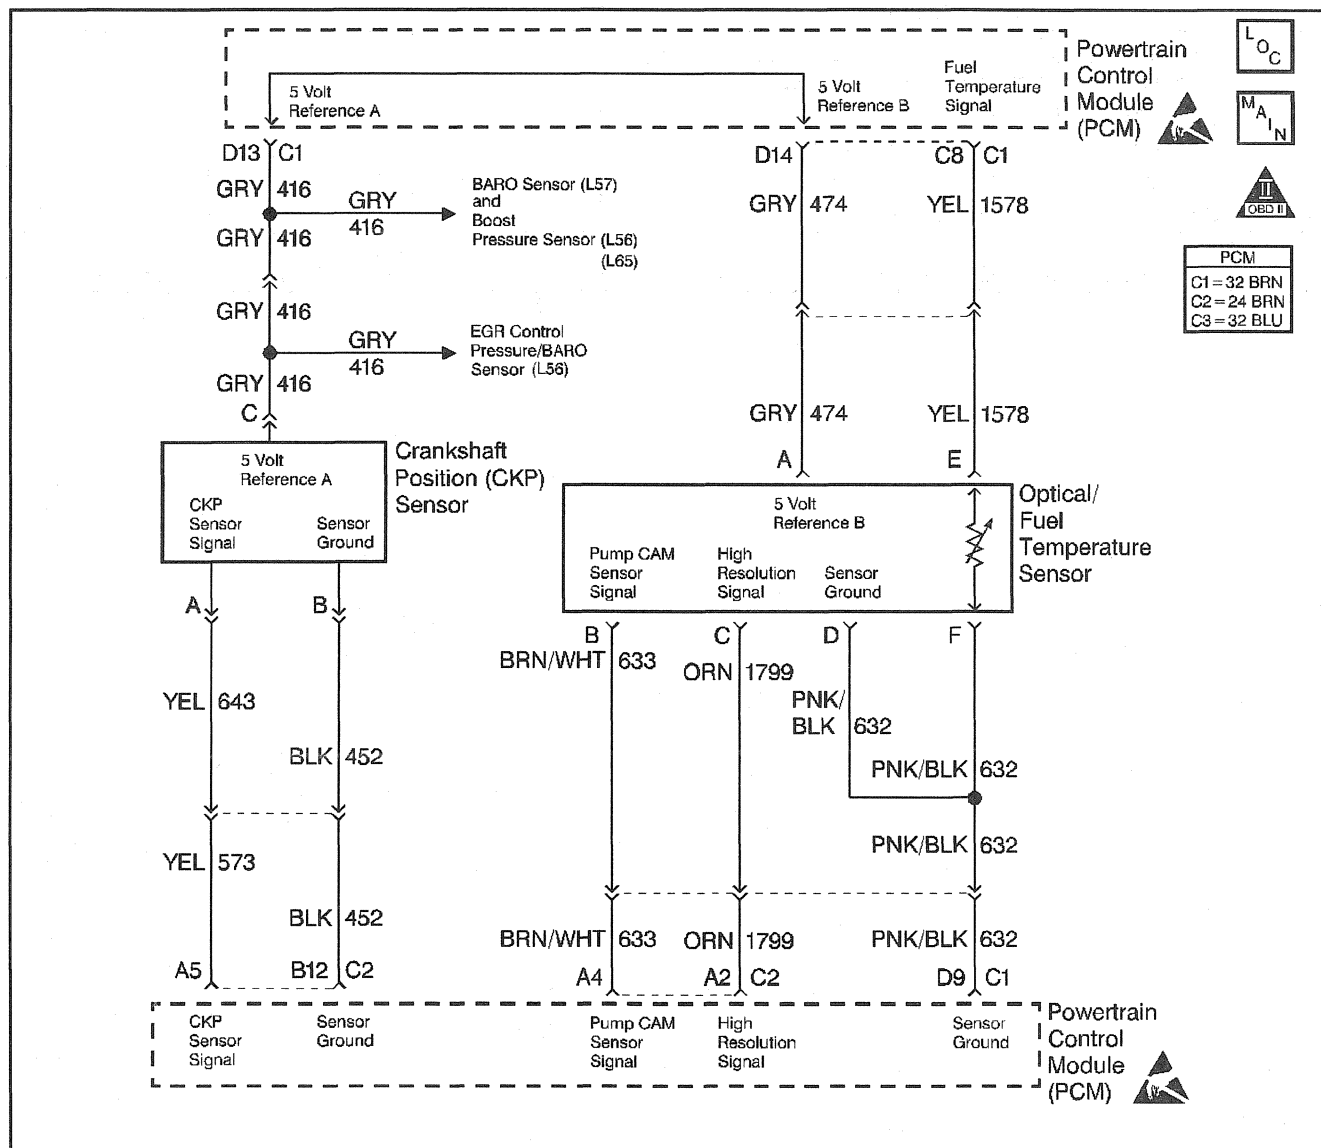 Powertrain
Control
Module
(PCM)
LOC
MAIN
II
OBD II
PCM
C1=32 BRN
C2=24 BRN
C3=32 BLU
5 Volt
Reference A
5 Volt
Reference B
Fuel
Temperature
Signal
D13 C1
D14
C8 C1
GRY 416
GRY
416
BARO Sensor (L57)
and
Boost
Pressure Sensor (L56)
(L65)
GRY 416
GRY 474
YEL 1578
GRY 416
GRY
416
EGR Control
Pressure/BARO
Sensor (L56)
GRY 416
C
GRY 474
YEL 1578
A
E
5 Volt
Reference A
CKP
Sensor
Signal
Sensor
Ground
Crankshaft
Position (CKP)
Sensor
5 Volt
Reference B
Pump CAM
Sensor
Signal
High
Resolution
Signal
Sensor
Ground
Optical/
Fuel
Temperature
Sensor
A
B
B
C
D
F
BRN/WHT 633
ORN 1799
PNK/
BLK 632
YEL 643
BLK 452
PNK/BLK 632
PNK/BLK 632
YEL 573
BLK 452
BRN/WHT 633
ORN 1799
PNK/BLK 632
A5
B12 C2
A4
A2 C2
D9 C1
CKP
Sensor
Signal
Sensor
Ground
Pump CAM
Sensor
Signal
High
Resolution
Signal
Sensor
Ground
Powertrain
Control
Module
(PCM)